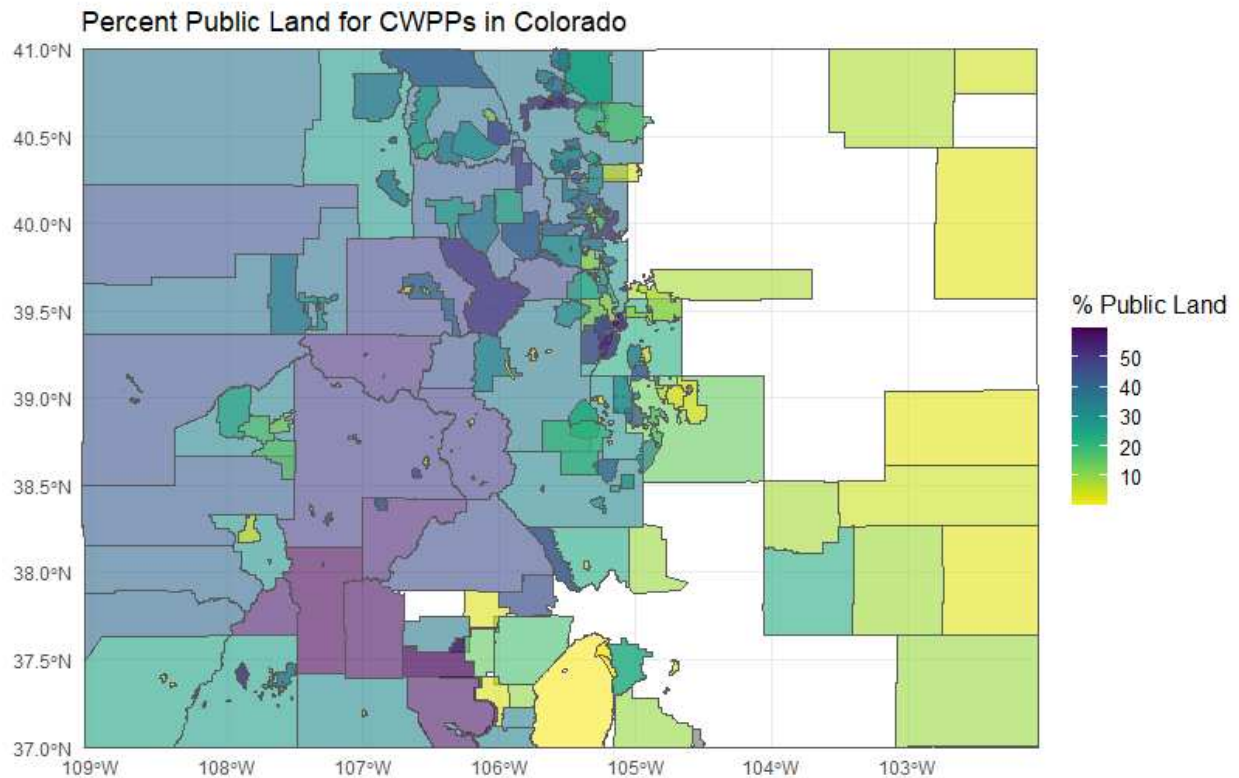 Percent Public Land for CWPPs in Colorado
41.0°N
40.5°N
40.0°N
39.5°N
39.0°N
38.5°N
38.0°N
37.5°N
37.0°N
109°W 108°W 107°W 106°W 105°W 104°W 103°W
% Public Land
50
40
30
20
10